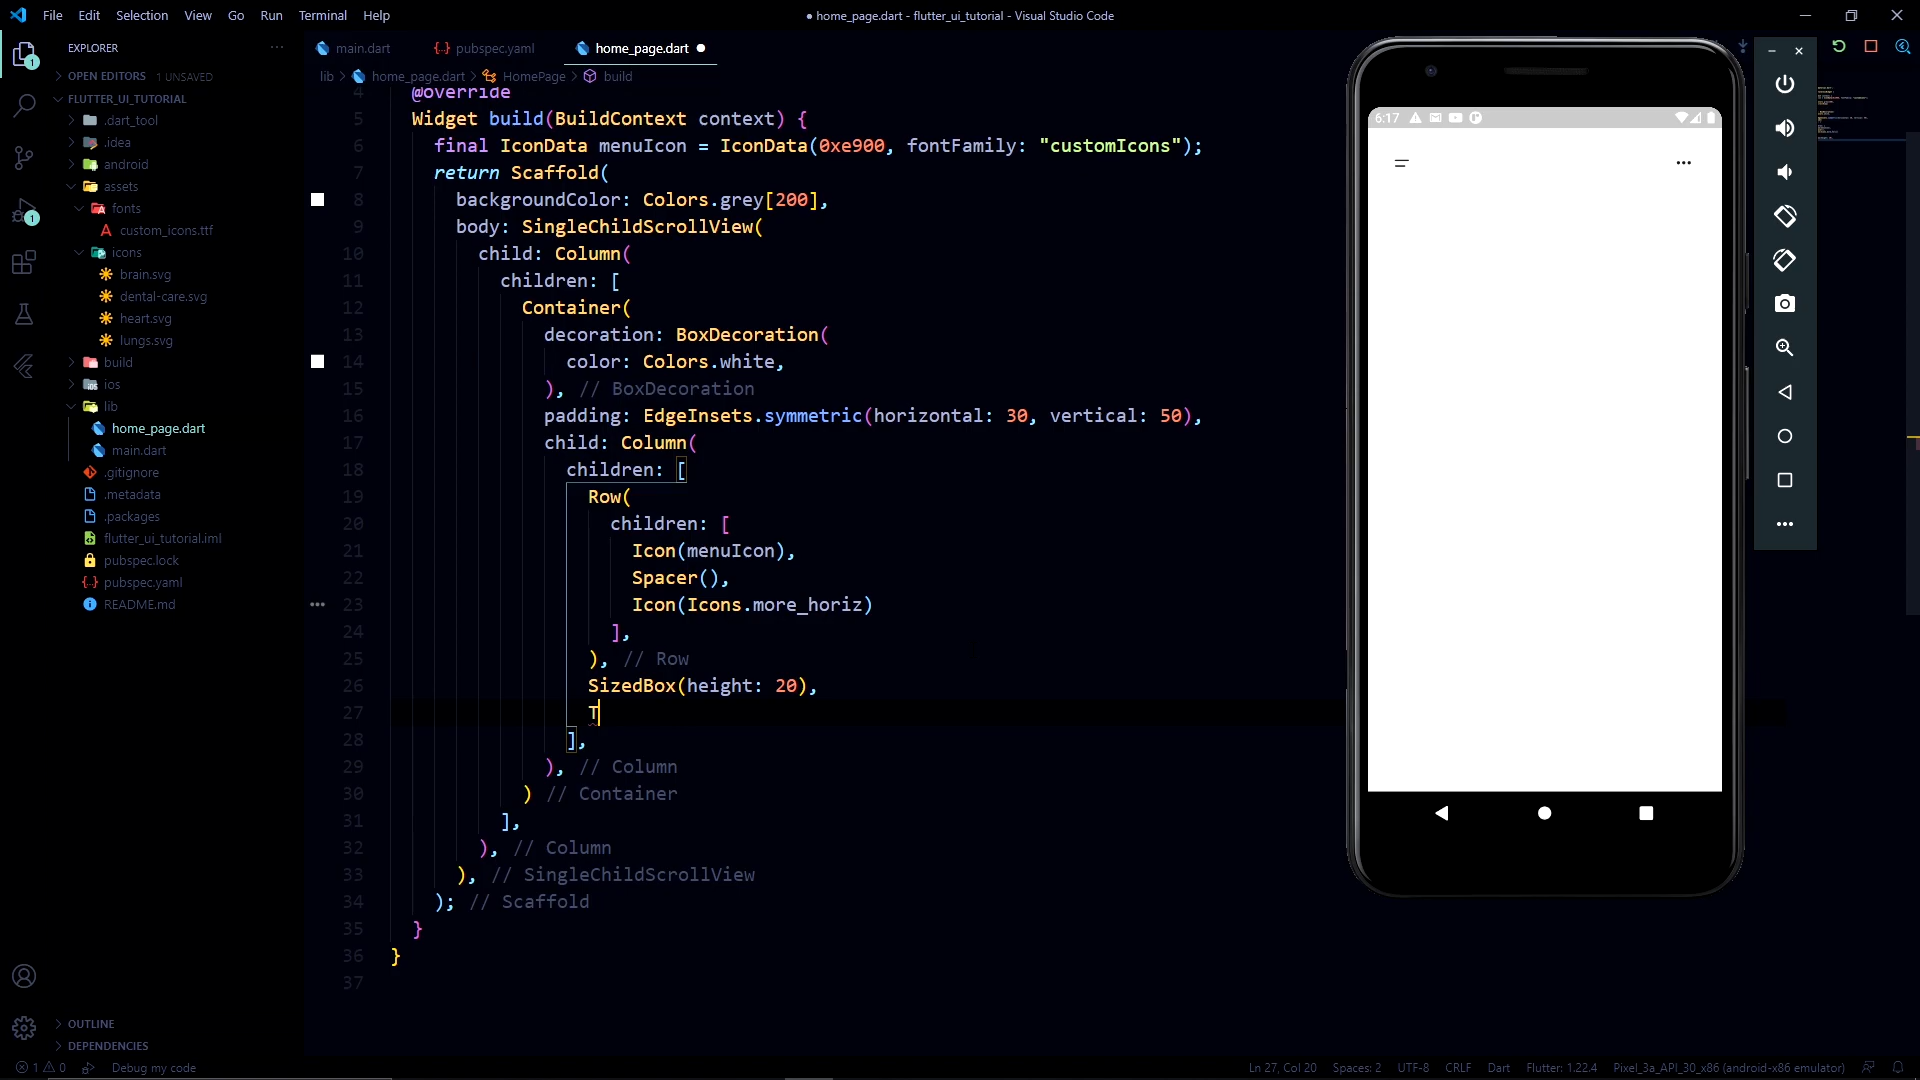 File Edit Selection View Go Run Terminal Help
● home_page.dart - flutter_ui_tutorial - Visual Studio Code
EXPLORER
OPEN EDITORS 1 UNSAVED
FLUTTER_UI_TUTORIAL
.dart_tool
.idea
android
assets
fonts
custom_icons.ttf
icons
brain.svg
dental-care.svg
heart.svg
lungs.svg
build
ios
lib
home_page.dart
main.dart
.gitignore
.metadata
.packages
flutter_ui_tutorial.iml
pubspec.lock
pubspec.yaml
README.md
OUTLINE
DEPENDENCIES
main.dart pubspec.yaml home_page.dart
lib > home_page.dart > HomePage > build
4 @override
5 Widget build(BuildContext context) {
6 final IconData menuIcon = IconData(0xe900, fontFamily: "customIcons");
7 return Scaffold(
8 backgroundColor: Colors.grey[200],
9 body: SingleChildScrollView(
10 child: Column(
11 children: [
12 Container(
13 decoration: BoxDecoration(
14 color: Colors.white,
15 ), // BoxDecoration
16 padding: EdgeInsets.symmetric(horizontal: 30, vertical: 50),
17 child: Column(
18 children: [
19 Row(
20 children: [
21 Icon(menuIcon),
22 Spacer(),
23 Icon(Icons.more_horiz)
24 ],
25 ), // Row
26 SizedBox(height: 20),
27 T
28 ],
29 ), // Column
30 ) // Container
31 ],
32 ), // Column
33 ), // SingleChildScrollView
34 ); // Scaffold
35 }
36 }
37
6:17
1 0 Debug my code
Ln 27, Col 20 Spaces: 2 UTF-8 CRLF Dart Flutter: 1.22.4 Pixel_3a_API_30_x86 (android-x86 emulator)